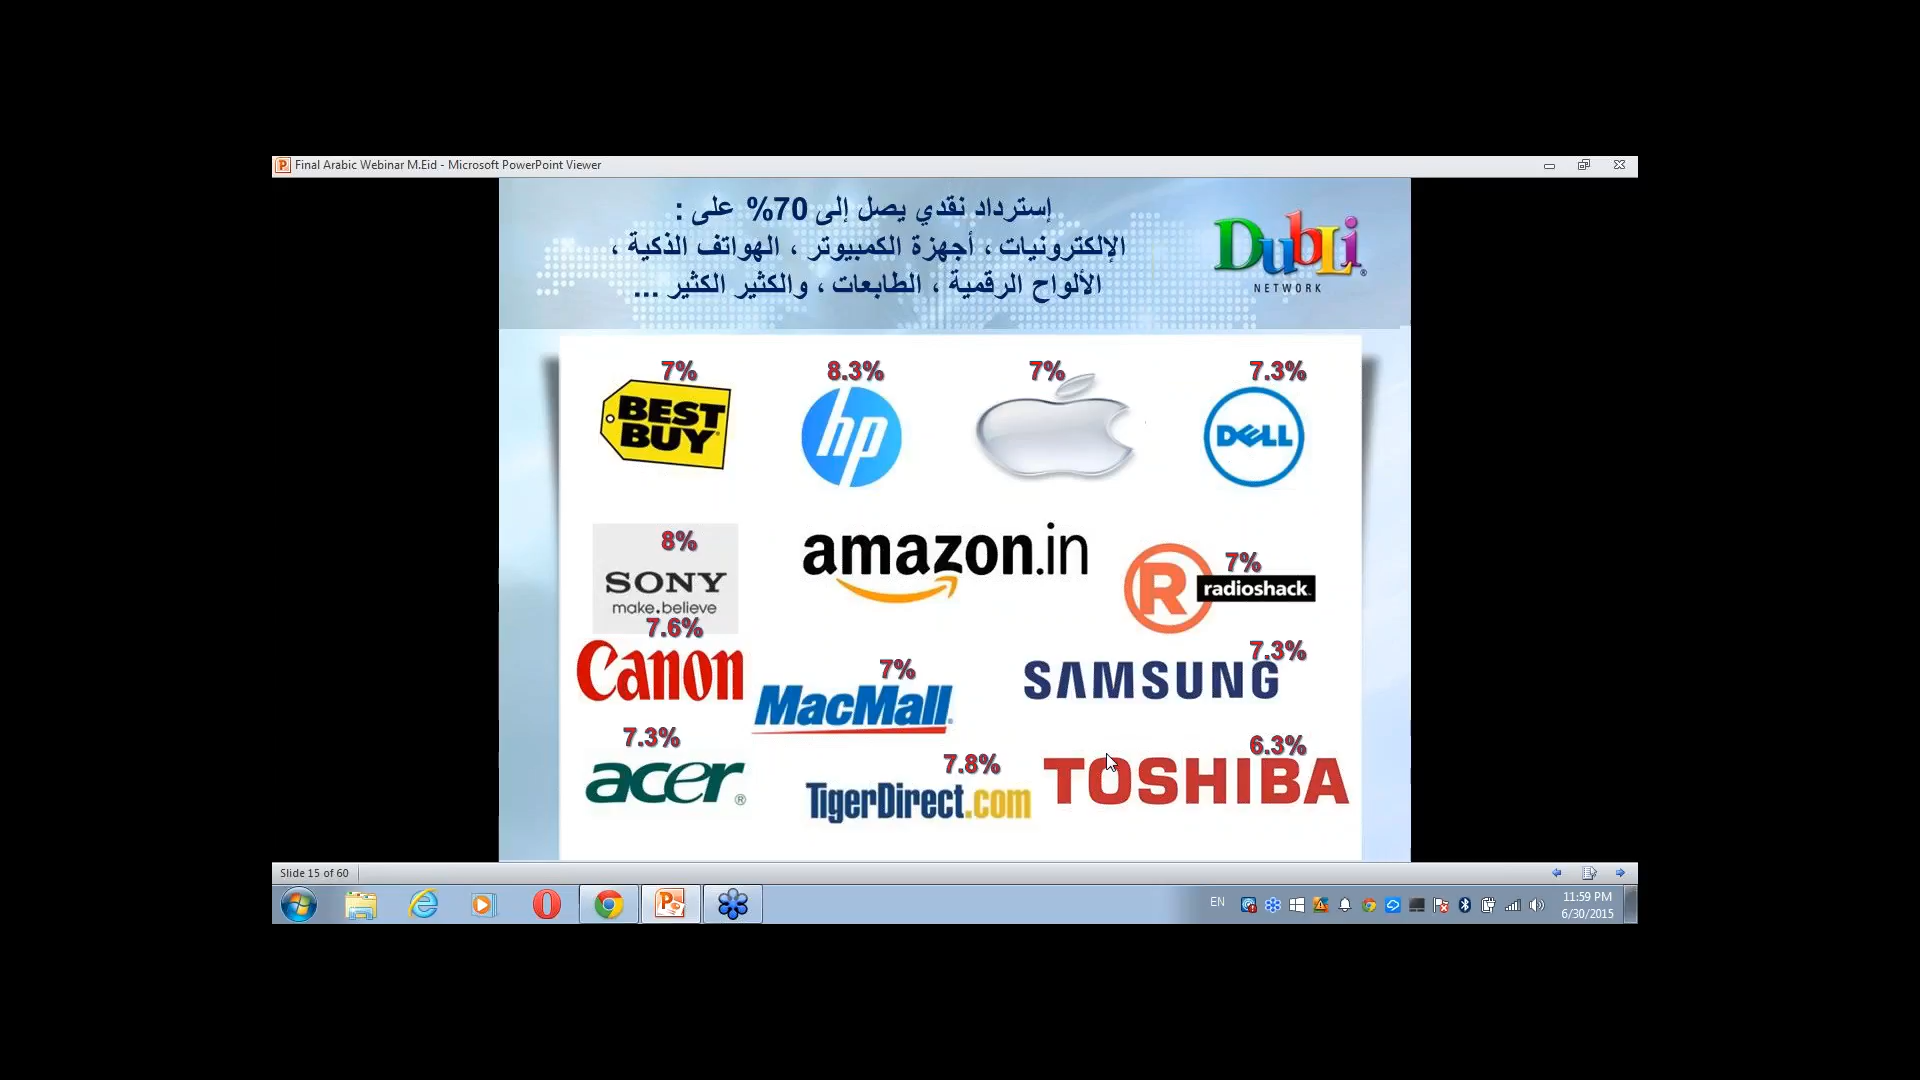 Final Arabic Webinar M.Eid - Microsoft PowerPoint Viewer
إسترداد نقدي يصل إلى 70% على :
الإلكترونيات ، أجهزة الكمبيوتر ، الهواتف الذكية ،
الألواح الرقمية ، الطابعات ، والكثير الكثير ...
DubLi®
NETWORK
7% 8.3% 7% 7.3%
BEST BUY® hp DELL
8%
SONY
make.believe
amazon.in
7%
R radioshack.
7.6%
Canon
7%
MacMall®
7.3%
SAMSUNG
7.3%
acer®
7.8%
TigerDirect.com
6.3%
TOSHIBA
Slide 15 of 60
EN
11:59 PM
6/30/2015